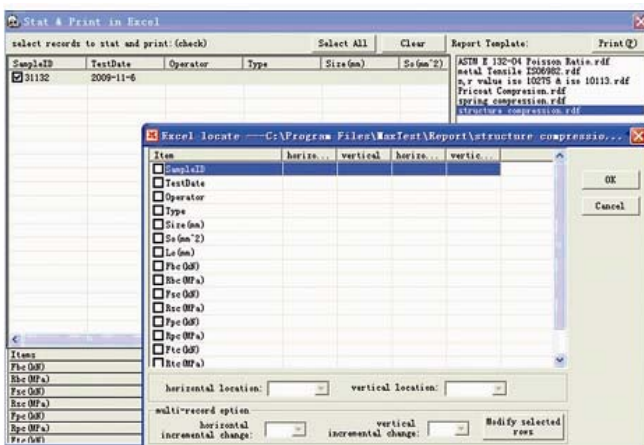 Stat & Print in Excel
select records to stat and print:(check)
Select All
Clear
Report Template:
Print(P)
SampleID TestDate Operator Type Size(mm) So(mm^2)
31132 2009-11-6
ASTM E 132-04 Poisson Ratio.rdf
metal Tensile ISO6982.rdf
n,r value iso 10275 & iso 10113.rdf
Pricoat Compresion.rdf
spring compression.rdf
structure compression.rdf
Excel locate ---C:\Program Files\MaxTest\Report\structure compressio...
Item horizo... vertical horizo... vertic...
SampleID
TestDate
Operator
Type
Size(mm)
So(mm^2)
Lo(mm)
Fbc(kN)
Rbc(MPa)
Fsc(kN)
Rsc(MPa)
Fpc(kN)
Rpc(MPa)
Ftc(kN)
Rtc(MPa)
OK
Cancel
Items
Fbc(kN)
Rbc(MPa)
Fsc(kN)
Rsc(MPa)
Fpc(kN)
Rpc(MPa)
Ftc(kN)
horizontal location:
vertical location:
multi-record option
horizontal incremental change:
vertical incremental change:
Modify selected rows